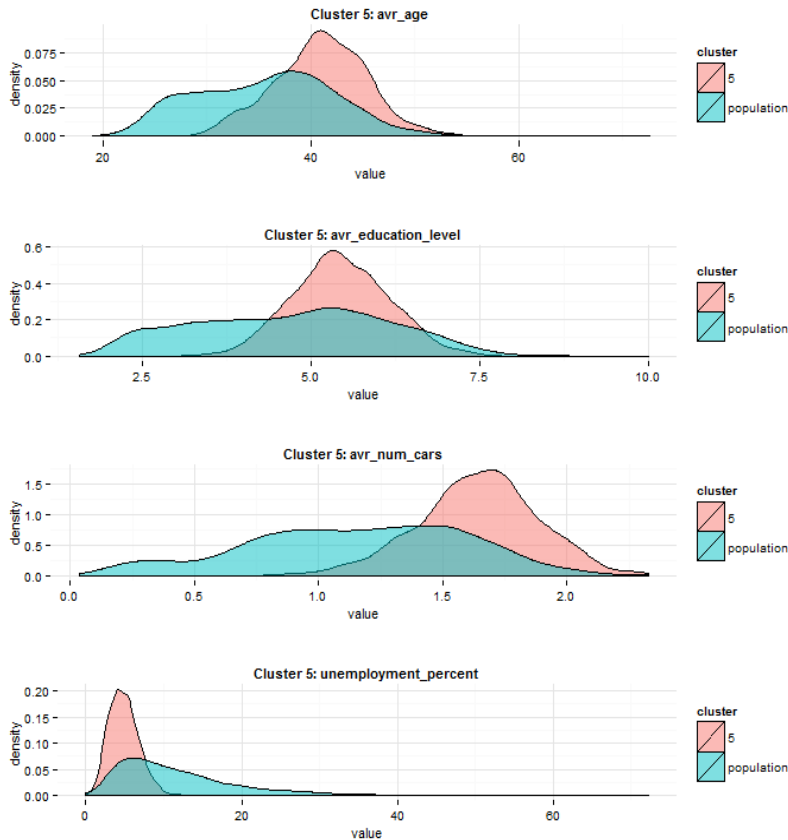 Cluster 5: avr_age
density
0.075
0.050
0.025
0.000
20
40
60
value
cluster
5
population
Cluster 5: avr_education_level
density
0.6
0.4
0.2
0.0
2.5
5.0
7.5
10.0
value
cluster
5
population
Cluster 5: avr_num_cars
density
1.5
1.0
0.5
0.0
0.0
0.5
1.0
1.5
2.0
value
cluster
5
population
Cluster 5: unemployment_percent
density
0.20
0.15
0.10
0.05
0.00
0
20
40
60
value
cluster
5
population